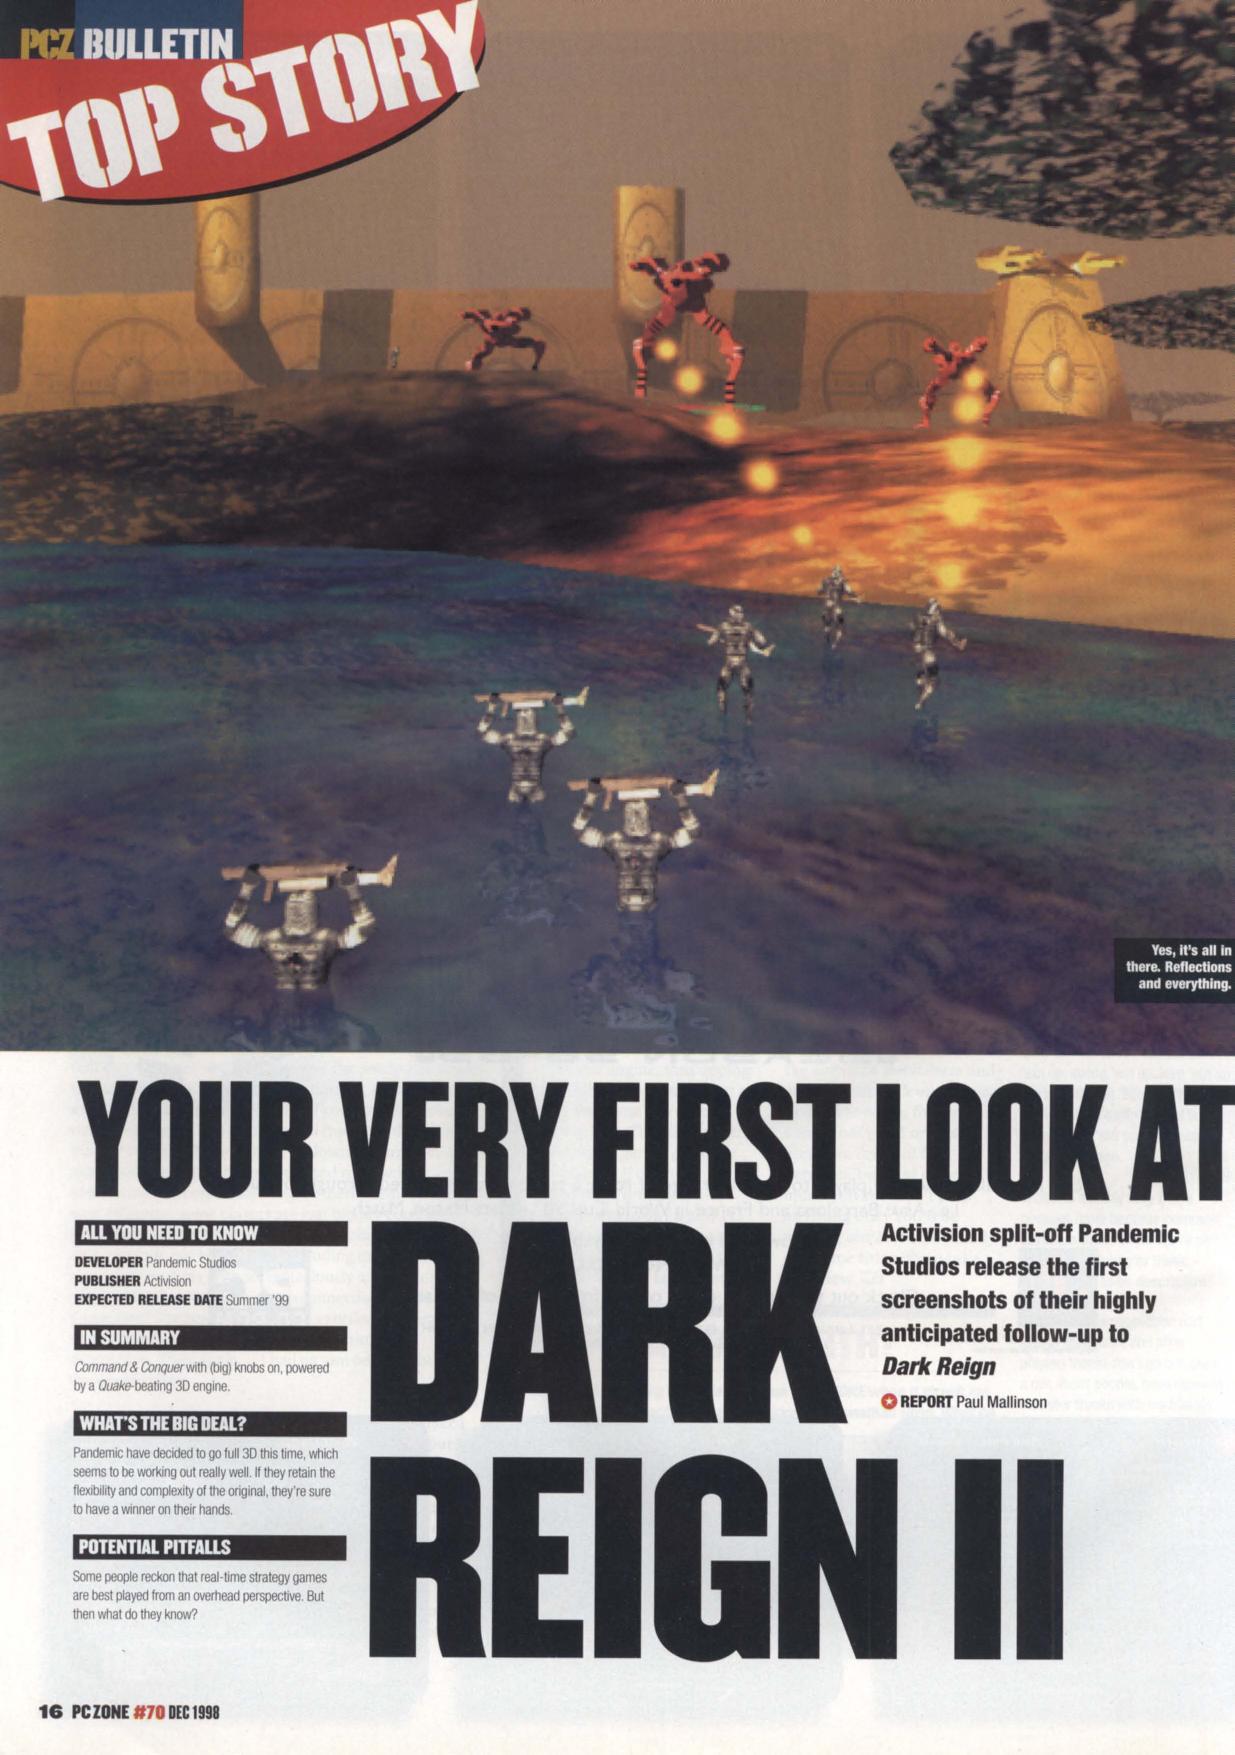 PCZ BULLETIN
TOP STORY
Yes, it's all in
there. Reflections
and everything.
YOUR VERY FIRST LOOK AT
DARK
REIGN II
ALL YOU NEED TO KNOW
DEVELOPER Pandemic Studios
PUBLISHER Activision
EXPECTED RELEASE DATE Summer '99
IN SUMMARY
Command & Conquer with (big) knobs on, powered
by a Quake-beating 3D engine.
WHAT'S THE BIG DEAL?
Pandemic have decided to go full 3D this time, which
seems to be working out really well. If they retain the
flexibility and complexity of the original, they're sure
to have a winner on their hands.
POTENTIAL PITFALLS
Some people reckon that real-time strategy games
are best played from an overhead perspective. But
then what do they know?
Activision split-off Pandemic
Studios release the first
screenshots of their highly
anticipated follow-up to
Dark Reign
REPORT Paul Mallinson
16 PC ZONE #70 DEC 1998